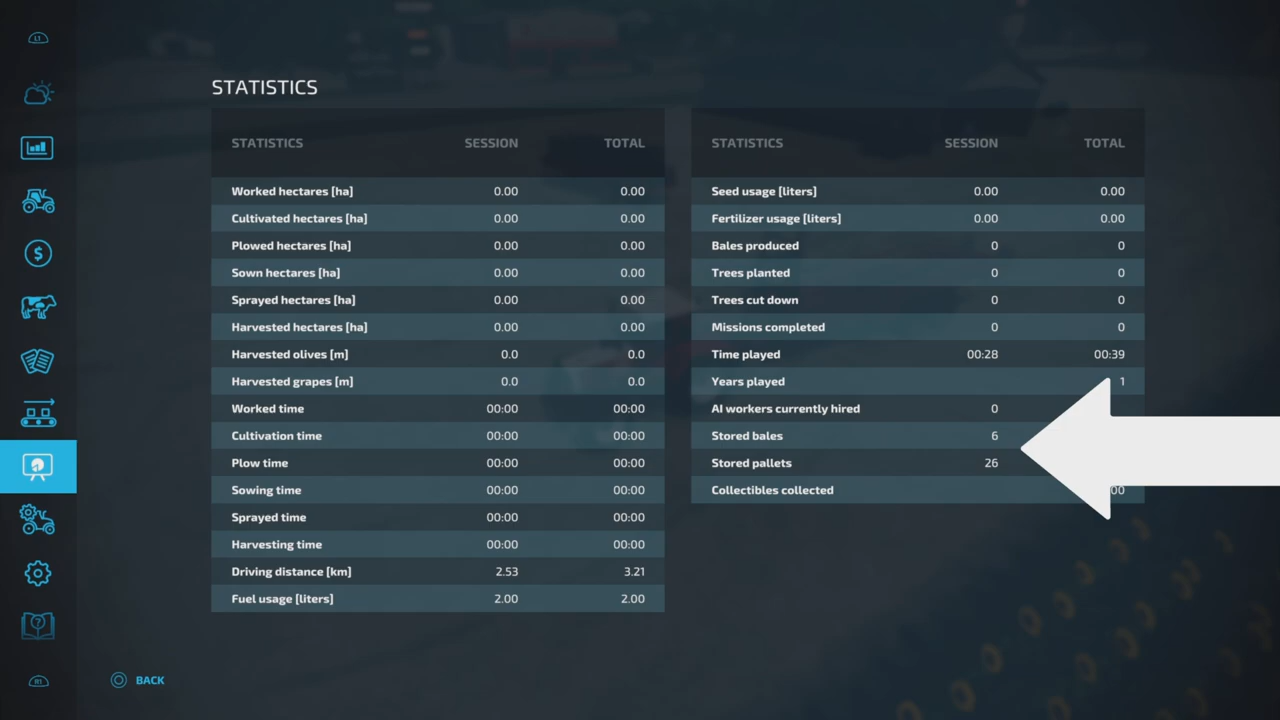 L1
STATISTICS
STATISTICS SESSION TOTAL
Worked hectares [ha] 0.00 0.00
Cultivated hectares [ha] 0.00 0.00
Plowed hectares [ha] 0.00 0.00
Sown hectares [ha] 0.00 0.00
Sprayed hectares [ha] 0.00 0.00
Harvested hectares [ha] 0.00 0.00
Harvested olives [m] 0.0 0.0
Harvested grapes [m] 0.0 0.0
Worked time 00:00 00:00
Cultivation time 00:00 00:00
Plow time 00:00 00:00
Sowing time 00:00 00:00
Sprayed time 00:00 00:00
Harvesting time 00:00 00:00
Driving distance [km] 2.53 3.21
Fuel usage [liters] 2.00 2.00
STATISTICS SESSION TOTAL
Seed usage [liters] 0.00 0.00
Fertilizer usage [liters] 0.00 0.00
Bales produced 0 0
Trees planted 0 0
Trees cut down 0 0
Missions completed 0 0
Time played 00:28 00:39
Years played 1
AI workers currently hired 0
Stored bales 6
Stored pallets 26
Collectibles collected 00
R1
BACK